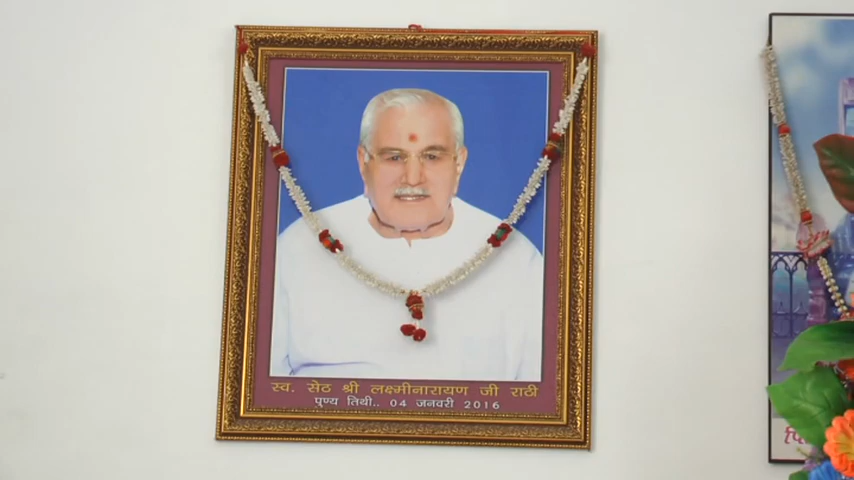 स्व. सेठ श्री लक्ष्मीनारायण जी राठी
पुण्य तिथी.. 04 जनवरी 2016